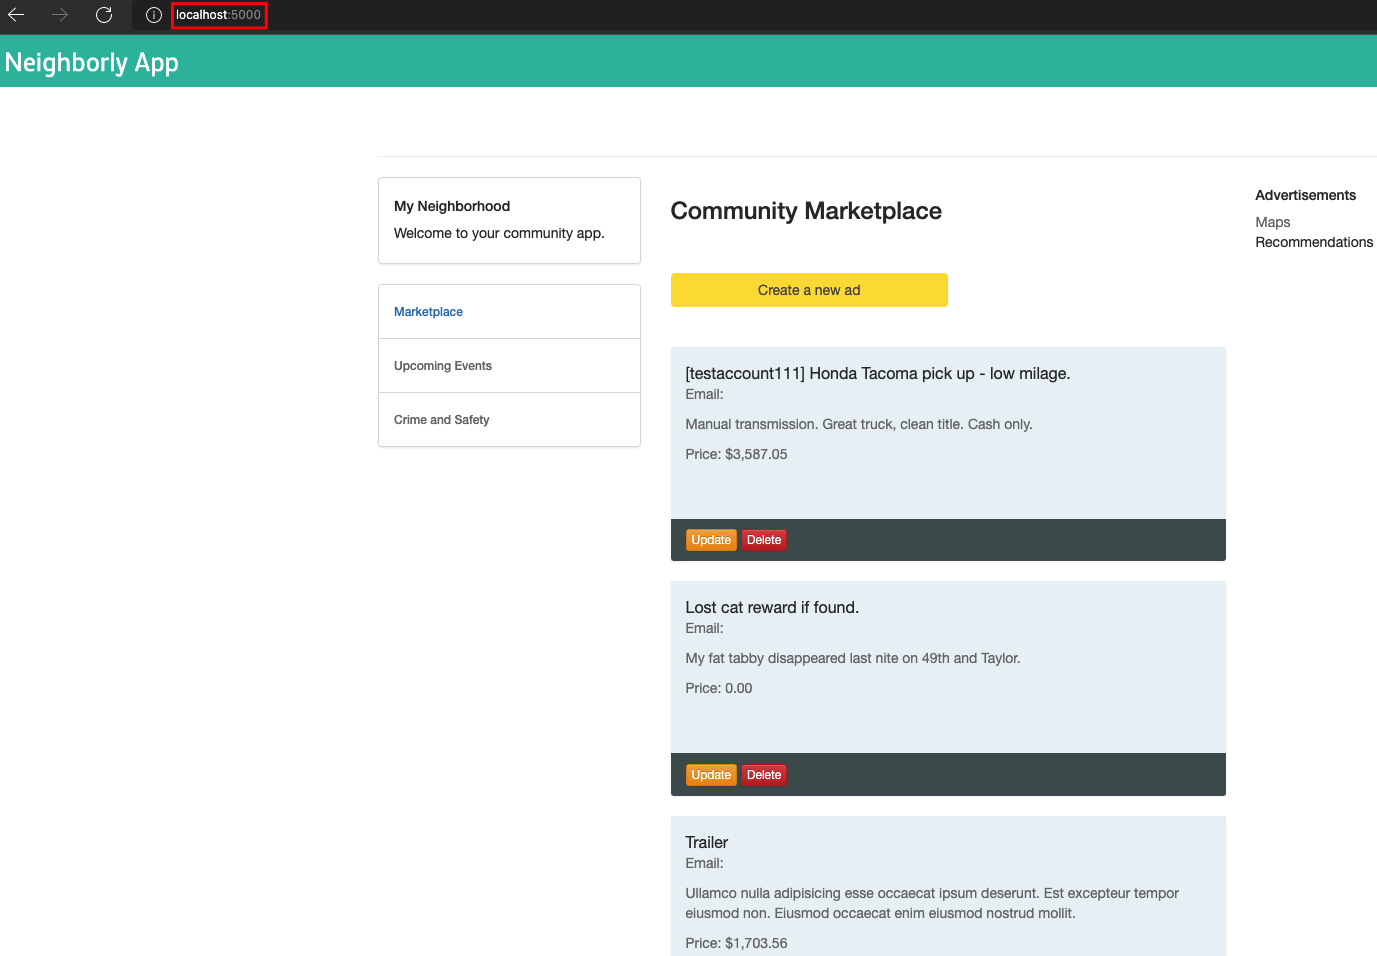 localhost:5000
Neighborly App
My Neighborhood
Welcome to your community app.
Marketplace
Upcoming Events
Crime and Safety
Community Marketplace
Create a new ad
[testaccount111] Honda Tacoma pick up - low milage.
Email:
Manual transmission. Great truck, clean title. Cash only.
Price: $3,587.05
Update Delete
Lost cat reward if found.
Email:
My fat tabby disappeared last nite on 49th and Taylor.
Price: 0.00
Update Delete
Trailer
Email:
Ullamco nulla adipisicing esse occaecat ipsum deserunt. Est excepteur tempor
eiusmod non. Eiusmod occaecat enim eiusmod nostrud mollit.
Price: $1,703.56
Advertisements
Maps
Recommendations